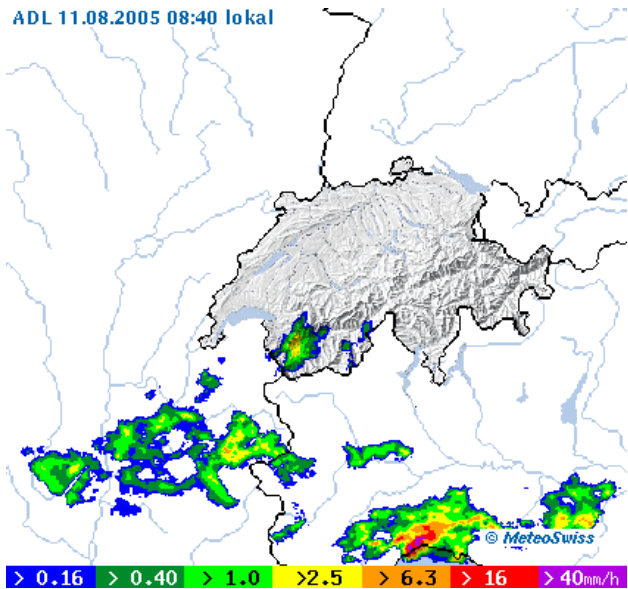 ADL 11.08.2005 08:40 lokal
© MeteoSwiss
> 0.16 > 0.40 > 1.0 >2.5 > 6.3 > 16 >40mm/h